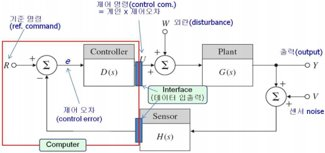 기준 명령
(ref. command)
제어 명령(control com.)
= 게인 x 제어오차
외란(disturbance)
W
Controller
Plant
출력(output)
R
Σ
e
D(s)
U
Σ
G(s)
Y
제어 오차
(control error)
Interface
(데이터 입출력)
Σ
V
센서 noise
Sensor
H(s)
Computer